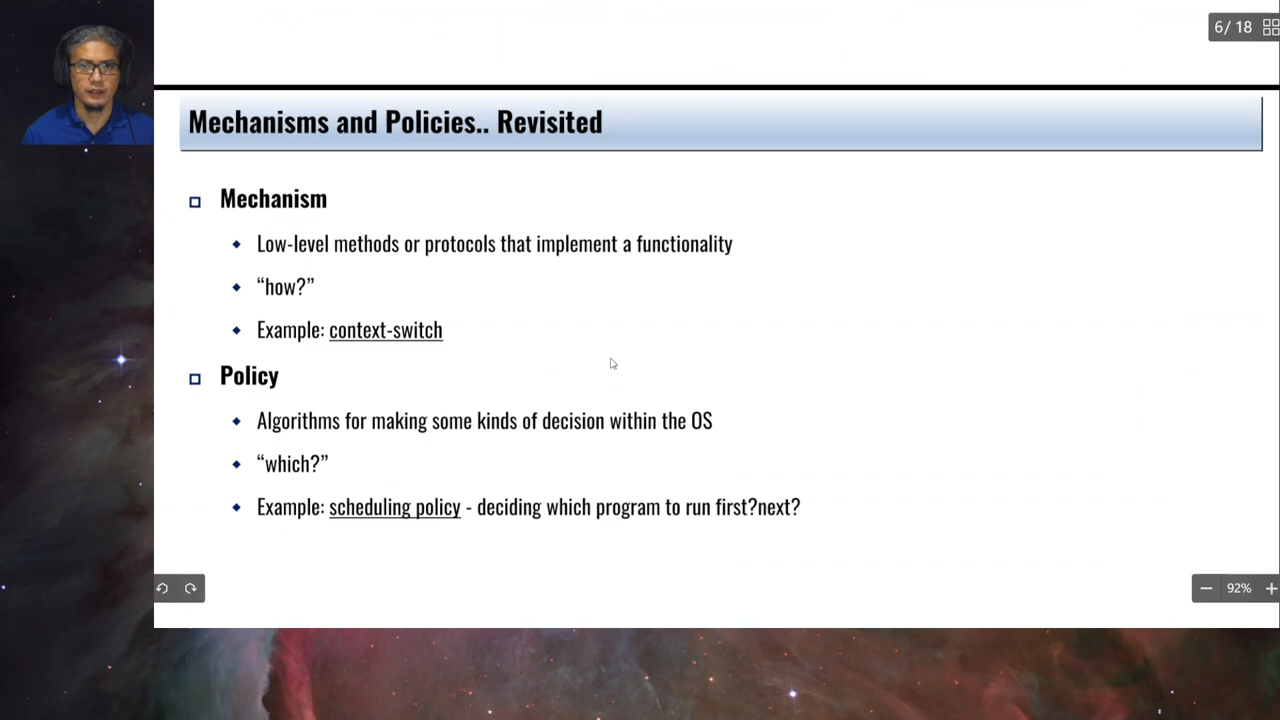 6/ 18
Mechanisms and Policies.. Revisited
Mechanism
Low-level methods or protocols that implement a functionality
“how?”
Example: context-switch
Policy
Algorithms for making some kinds of decision within the OS
“which?”
Example: scheduling policy - deciding which program to run first?next?
92%